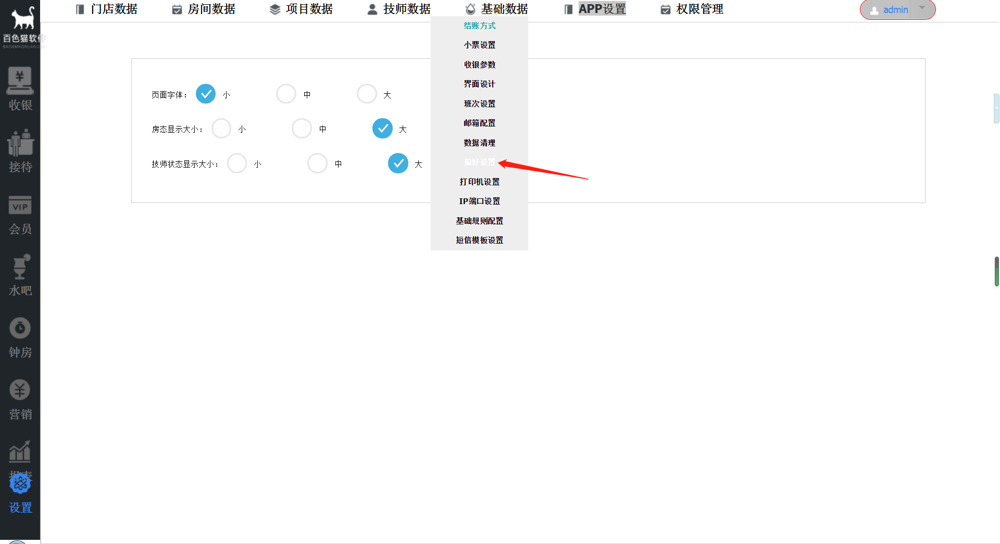 门店数据 房间数据 项目数据 技师数据 基础数据 APP设置 权限管理 admin
百色猫软件
收银
接待
VIP
会员
水吧
钟房
营销
报表
设置
结账方式
小票设置
收银参数
界面设计
班次设置
邮箱配置
数据清理
偏好设置
打印机设置
IP端口设置
基础规则配置
短信模板设置
页面字体： 小 中 大
房态显示大小： 小 中 大
技师状态显示大小： 小 中 大